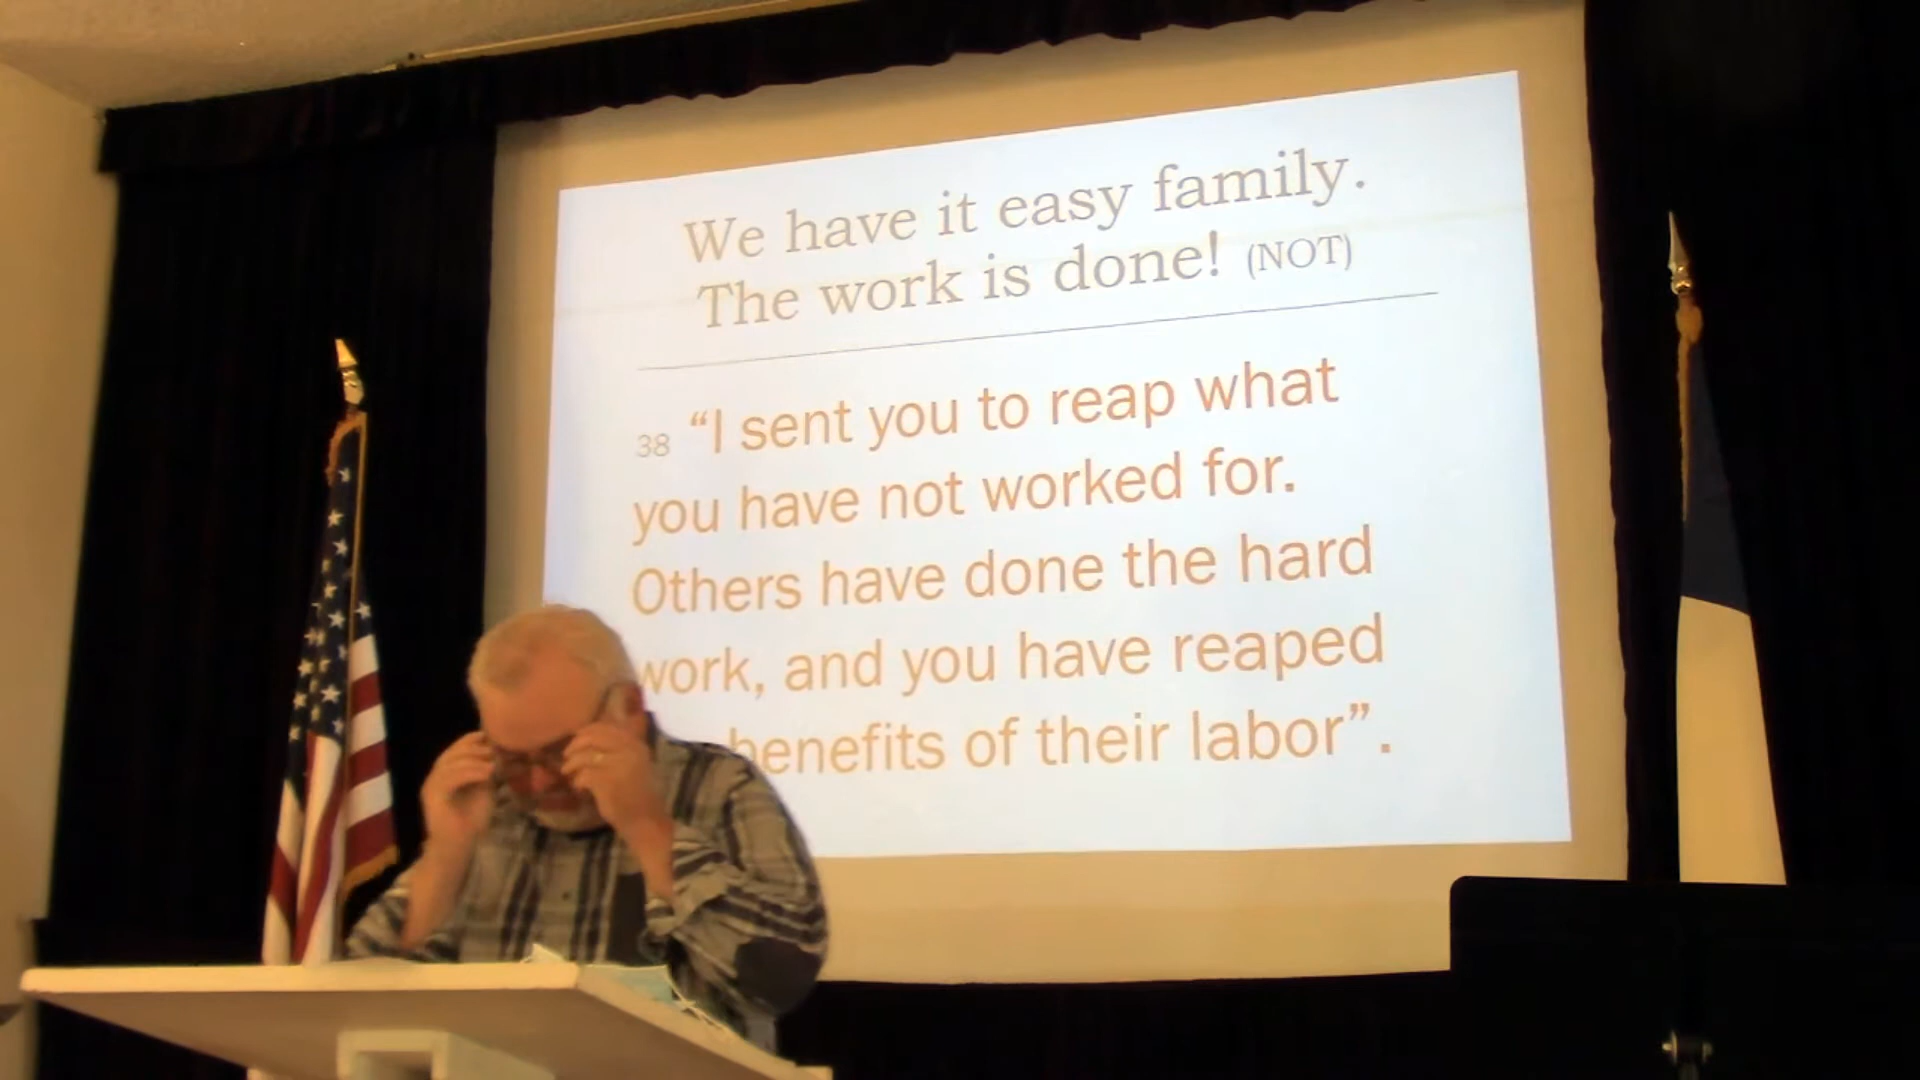 We have it easy family.
The work is done! (NOT)
38 “I sent you to reap what
you have not worked for.
Others have done the hard
work, and you have reaped
benefits of their labor”.